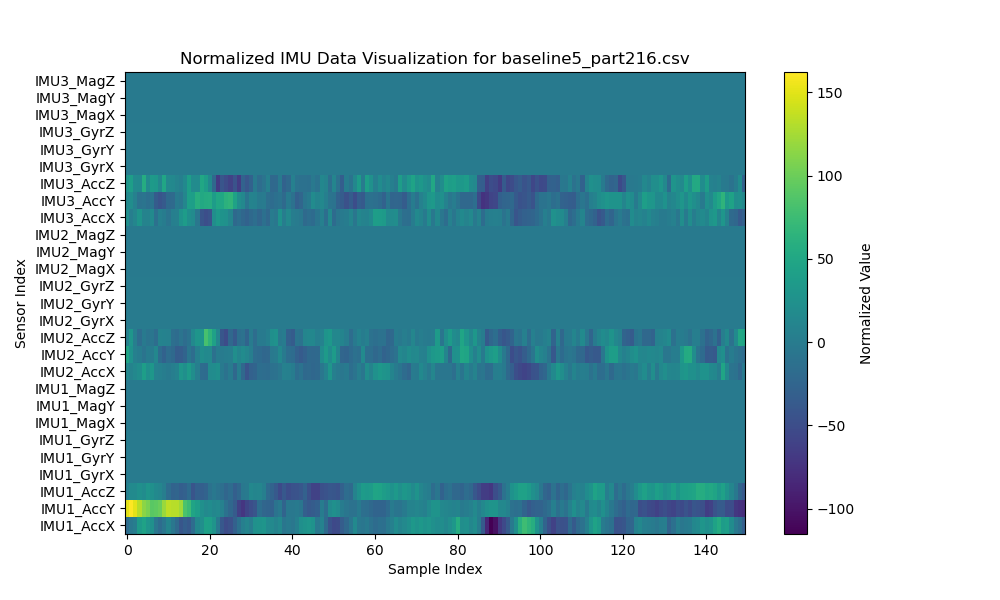 Normalized IMU Data Visualization for baseline5_part216.csv
IMU3_MagZ
IMU3_MagY
IMU3_MagX
IMU3_GyrZ
IMU3_GyrY
IMU3_GyrX
IMU3_AccZ
IMU3_AccY
IMU3_AccX
IMU2_MagZ
IMU2_MagY
IMU2_MagX
IMU2_GyrZ
IMU2_GyrY
IMU2_GyrX
IMU2_AccZ
IMU2_AccY
IMU2_AccX
IMU1_MagZ
IMU1_MagY
IMU1_MagX
IMU1_GyrZ
IMU1_GyrY
IMU1_GyrX
IMU1_AccZ
IMU1_AccY
IMU1_AccX
Sensor Index
0 20 40 60 80 100 120 140
Sample Index
150
100
50
0
−50
−100
Normalized Value